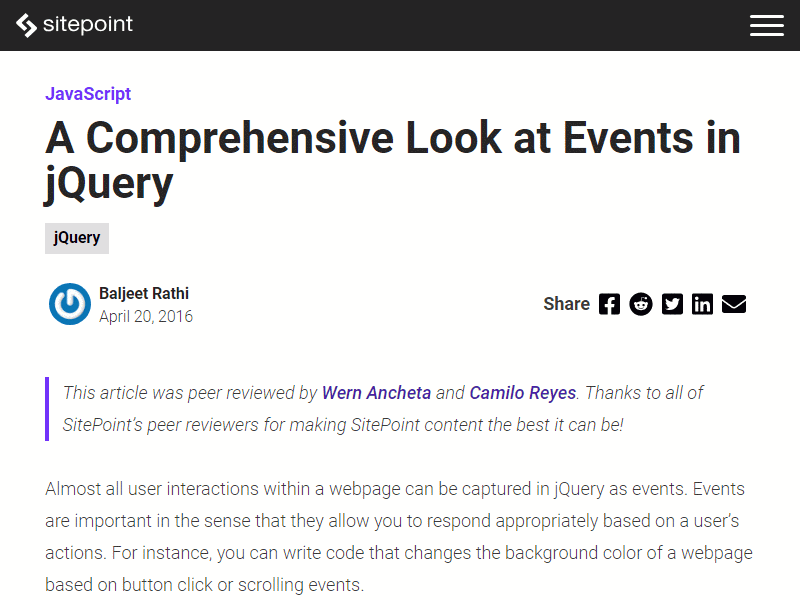 sitepoint
JavaScript
A Comprehensive Look at Events in
jQuery
jQuery
Baljeet Rathi
April 20, 2016
Share
This article was peer reviewed by Wern Ancheta and Camilo Reyes. Thanks to all of
SitePoint’s peer reviewers for making SitePoint content the best it can be!
Almost all user interactions within a webpage can be captured in jQuery as events. Events
are important in the sense that they allow you to respond appropriately based on a user’s
actions. For instance, you can write code that changes the background color of a webpage
based on button click or scrolling events.